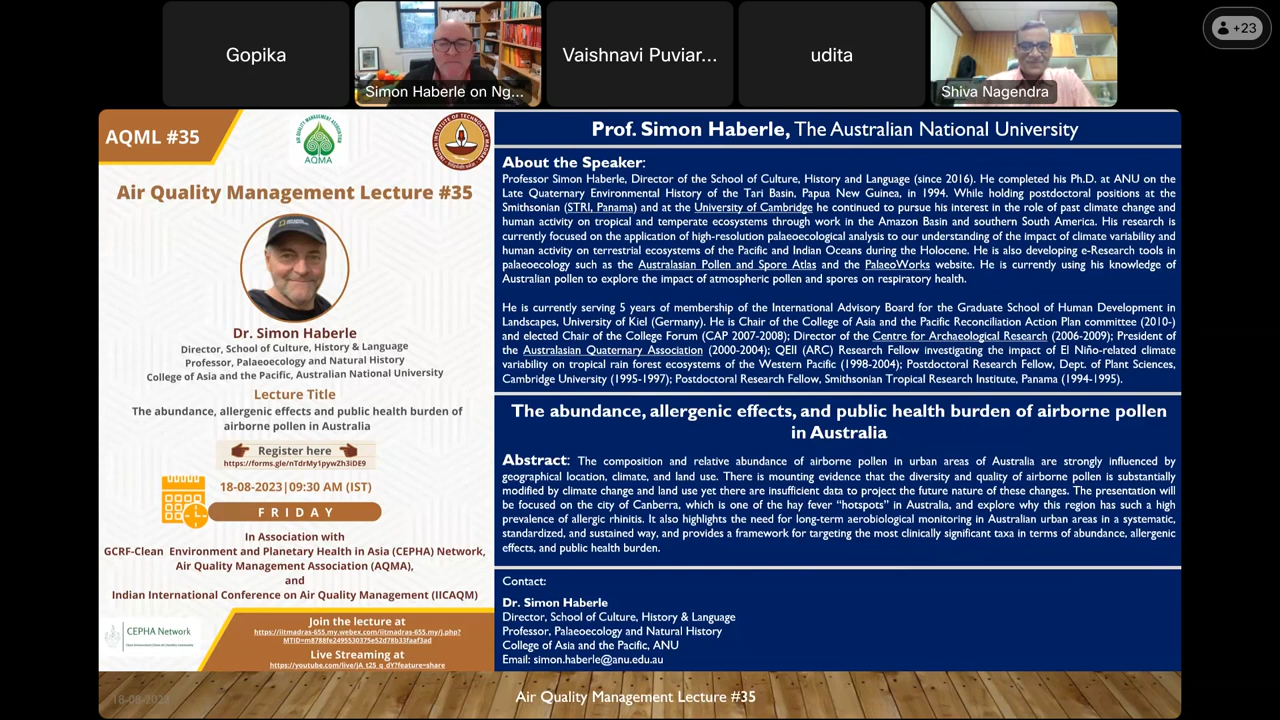 Gopika
Simon Haberle on Ng...
Vaishnavi Puviar...
udita
Shiva Nagendra
+23
AQML #35
AIR QUALITY MANAGEMENT ASSOCIATION
AQMA
Air Quality Management Lecture #35
Dr. Simon Haberle
Director, School of Culture, History & Language
Professor, Palaeoecology and Natural History
College of Asia and the Pacific, Australian National University
Lecture Title
The abundance, allergenic effects and public health burden of
airborne pollen in Australia
Register here
https://forms.gle/nTdrMy1pywZh3iDE9
18-08-2023|09:30 AM (IST)
FRIDAY
In Association with
GCRF-Clean Environment and Planetary Health in Asia (CEPHA) Network,
Air Quality Management Association (AQMA),
and
Indian International Conference on Air Quality Management (IICAQM)
CEPHA Network
Join the lecture at
https://iitmadras-655.my.webex.com/iitmadras-655.my/j.php?
MTID=m8788fe2495530375e52d78b33faaf3ad
Live Streaming at
https://youtube.com/live/jA_t25_q_dY?feature=share
Prof. Simon Haberle, The Australian National University
About the Speaker:
Professor Simon Haberle, Director of the School of Culture, History and Language (since 2016). He completed his Ph.D. at ANU on
the Late Quaternary Environmental History of the Tari Basin, Papua New Guinea, in 1994. While holding postdoctoral positions at the
Smithsonian (STRI, Panama) and at the University of Cambridge he continued to pursue his interest in the role of past climate change and
human activity on tropical and temperate ecosystems through work in the Amazon Basin and southern South America. His research is
currently focused on the application of high-resolution palaeoecological analysis to our understanding of the impact of climate variability and
human activity on terrestrial ecosystems of the Pacific and Indian Oceans during the Holocene. He is also developing e-Research tools in
palaeoecology such as the Australasian Pollen and Spore Atlas and the PalaeoWorks website. He is currently using his knowledge of
Australian pollen to explore the impact of atmospheric pollen and spores on respiratory health.
He is currently serving 5 years of membership of the International Advisory Board for the Graduate School of Human Development in
Landscapes, University of Kiel (Germany). He is Chair of the College of Asia and the Pacific Reconciliation Action Plan committee (2010-)
and elected Chair of the College Forum (CAP 2007-2008); Director of the Centre for Archaeological Research (2006-2009); President of
the Australasian Quaternary Association (2000-2004); QEII (ARC) Research Fellow investigating the impact of El Niño-related climate
variability on tropical rain forest ecosystems of the Western Pacific (1998-2004); Postdoctoral Research Fellow, Dept. of Plant Sciences,
Cambridge University (1995-1997); Postdoctoral Research Fellow, Smithsonian Tropical Research Institute, Panama (1994-1995).
The abundance, allergenic effects, and public health burden of airborne pollen
in Australia
Abstract: The composition and relative abundance of airborne pollen in urban areas of Australia are strongly influenced by
geographical location, climate, and land use. There is mounting evidence that the diversity and quality of airborne pollen is substantially
modified by climate change and land use yet there are insufficient data to project the future nature of these changes. The presentation will
be focused on the city of Canberra, which is one of the hay fever “hotspots” in Australia, and explore why this region has such a high
prevalence of allergic rhinitis. It also highlights the need for long-term aerobiological monitoring in Australian urban areas in a systematic,
standardized, and sustained way, and provides a framework for targeting the most clinically significant taxa in terms of abundance, allergenic
effects, and public health burden.
Contact:
Dr. Simon Haberle
Director, School of Culture, History & Language
Professor, Palaeoecology and Natural History
College of Asia and the Pacific, ANU
Email: simon.haberle@anu.edu.au
18-08-2023
Air Quality Management Lecture #35